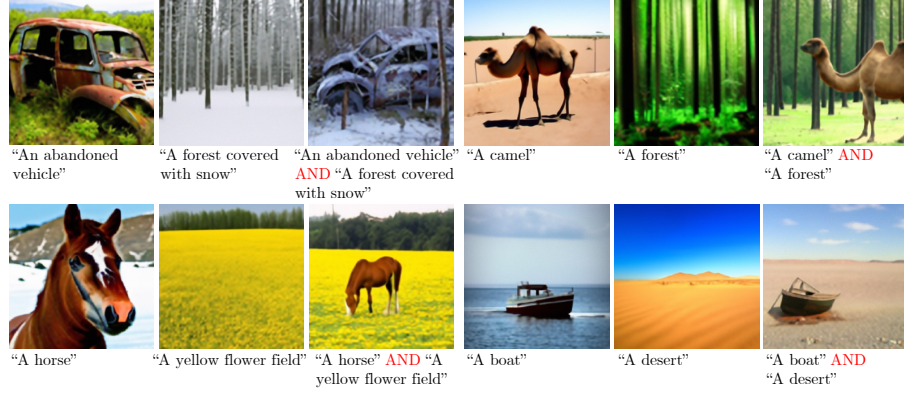 “An abandoned
vehicle”
“A forest covered
with snow”
“An abandoned vehicle”
AND “A forest covered
with snow”
“A camel”
“A forest”
“A camel” AND
“A forest”
“A horse”
“A yellow flower field”
“A horse” AND “A
yellow flower field”
“A boat”
“A desert”
“A boat” AND
“A desert”